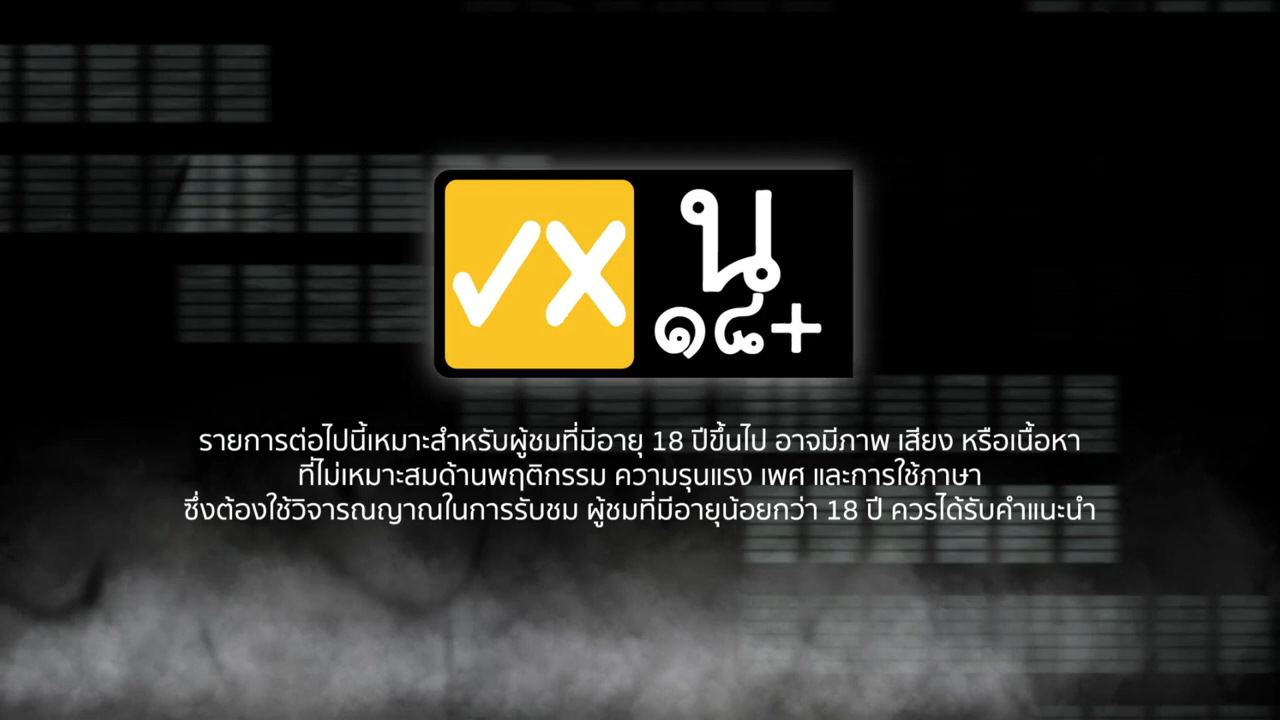 น
๑๘+
รายการต่อไปนี้เหมาะสำหรับผู้ชมที่มีอายุ 18 ปีขึ้นไป อาจมีภาพ เสียง หรือเนื้อหา
ที่ไม่เหมาะสมด้านพฤติกรรม ความรุนแรง เพศ และการใช้ภาษา
ซึ่งต้องใช้วิจารณญาณในการรับชม ผู้ชมที่มีอายุน้อยกว่า 18 ปี ควรได้รับคำแนะนำ